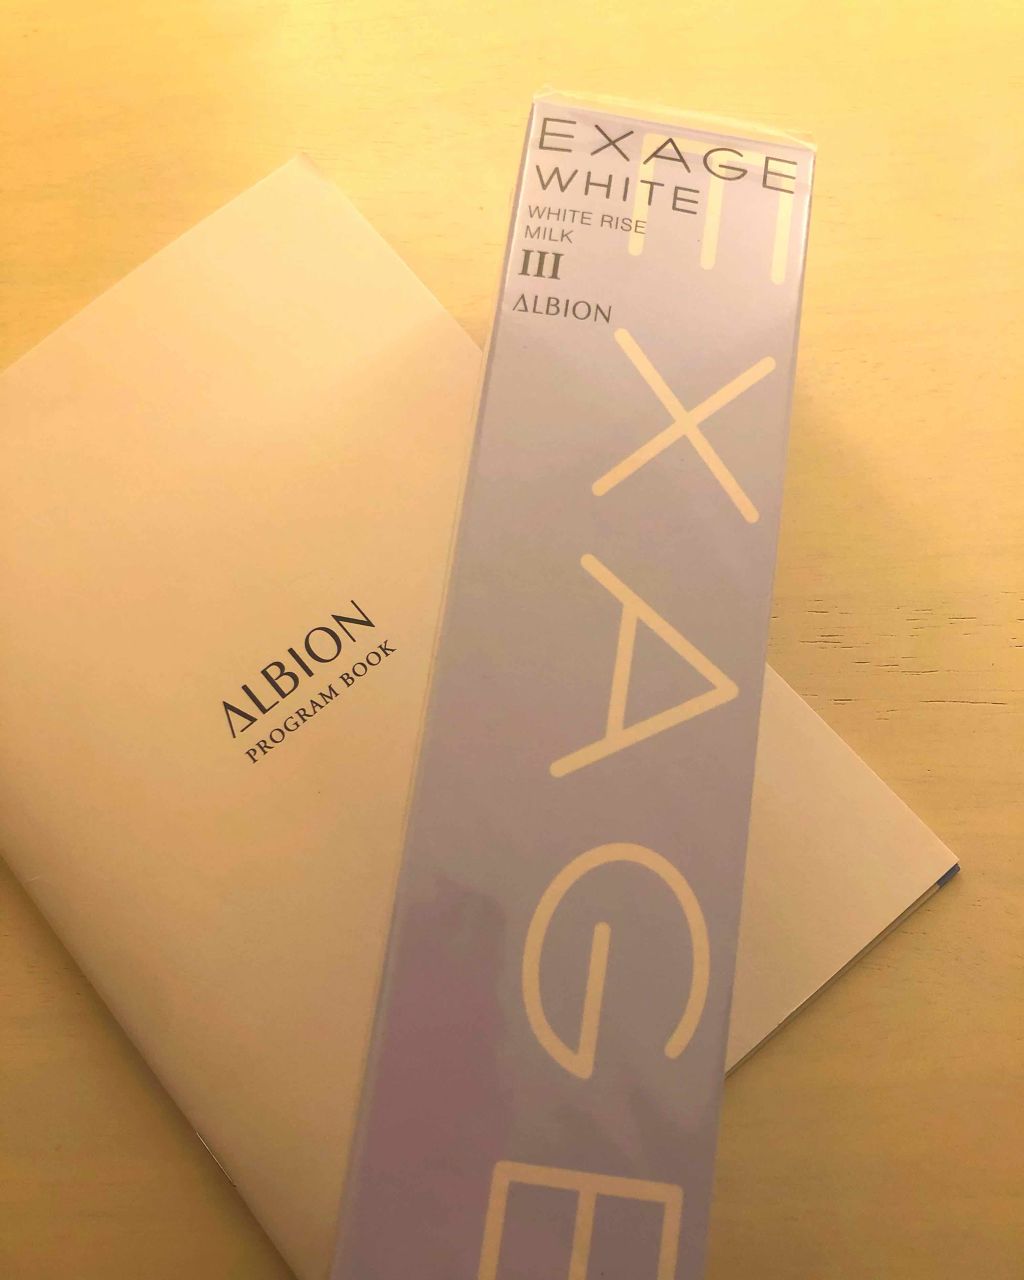 EXAGE
WHITE
WHITE RISE
MILK
III
ALBION
EXAGE
ALBION
PROGRAM BOOK